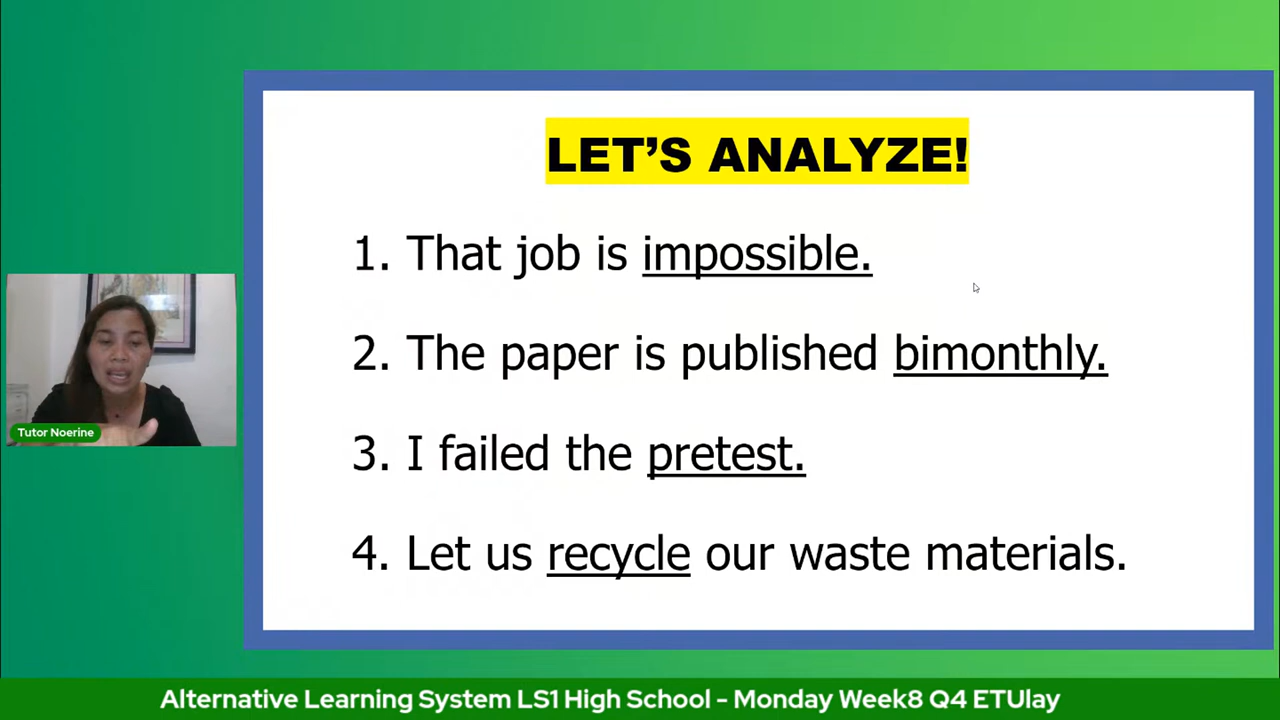 LET'S ANALYZE!
1. That job is impossible.
2. The paper is published bimonthly.
3. I failed the pretest.
4. Let us recycle our waste materials.
Tutor Noerine
Alternative Learning System LS1 High School - Monday Week8 Q4 ETUlay